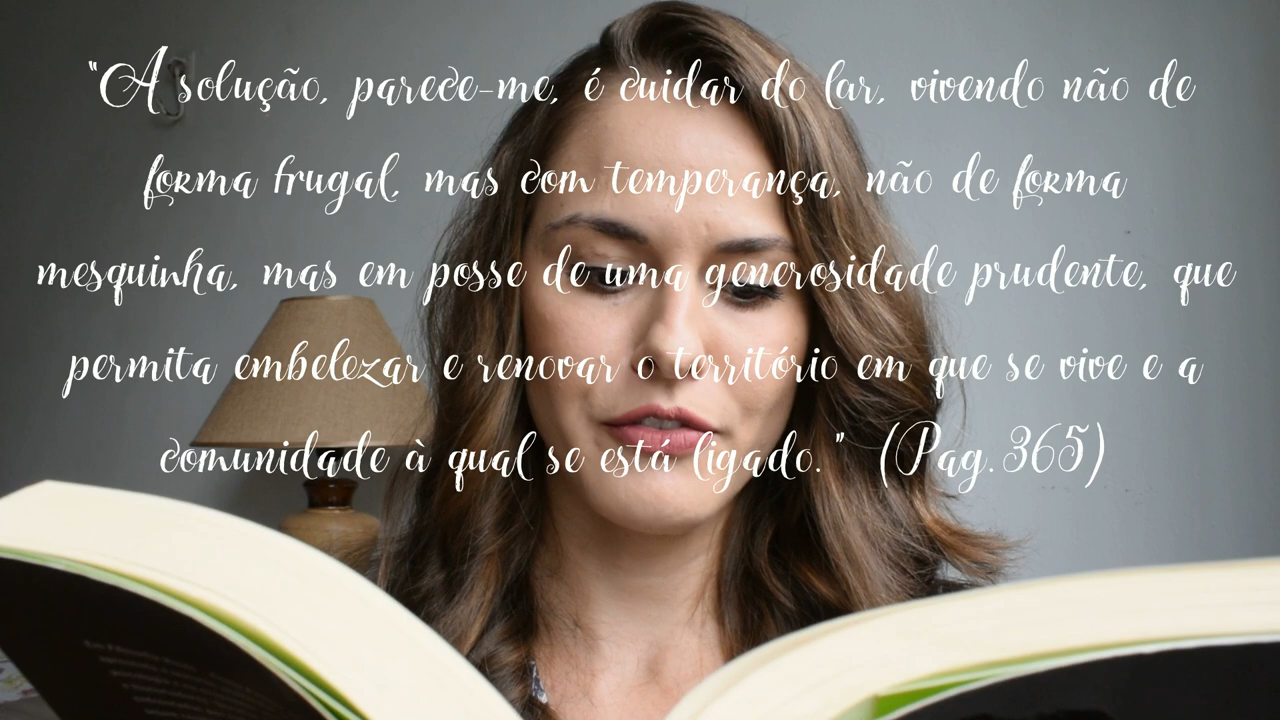 "A solução, parece-me, é cuidar do lar, vivendo não de
forma frugal, mas com temperança, não de forma
mesquinha, mas em posse de uma generosidade prudente, que
permita embelezar e renovar o território em que se vive e a
comunidade à qual se está ligado." (Pag. 365)